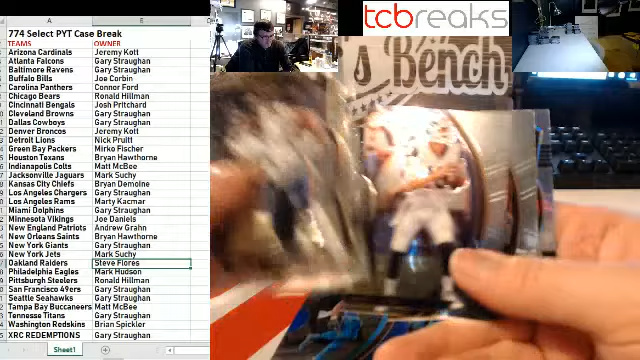 774 Select PYT Case Break
TEAMS OWNER
Arizona Cardinals Jeremy Kott
Atlanta Falcons Gary Straughan
Baltimore Ravens Gary Straughan
Buffalo Bills Joe Corbin
Carolina Panthers Connor Ford
Chicago Bears Ronald Hillman
Cincinnati Bengals Josh Pritchard
Cleveland Browns Gary Straughan
Dallas Cowboys Gary Straughan
Denver Broncos Jeremy Kott
Detroit Lions Nick Pruitt
Green Bay Packers Mirko Fischer
Houston Texans Bryan Hawthorne
Indianapolis Colts Matt McBee
Jacksonville Jaguars Mark Suchy
Kansas City Chiefs Bryan Demoine
Los Angeles Chargers Gary Straughan
Los Angeles Rams Marty Kacmar
Miami Dolphins Gary Straughan
Minnesota Vikings Joe Daniels
New England Patriots Andrew Grahn
New Orleans Saints Bryan Hawthorne
New York Giants Gary Straughan
New York Jets Mark Suchy
Oakland Raiders Steve Flores
Philadelphia Eagles Mark Hudson
Pittsburgh Steelers Ronald Hillman
San Francisco 49ers Gary Straughan
Seattle Seahawks Gary Straughan
Tampa Bay Buccaneers Matt McBee
Tennesse Titans Gary Straughan
Washington Redskins Brian Spickler
XRC REDEMPTIONS Gary Straughan
Sheet1
tcbreaks
Bench